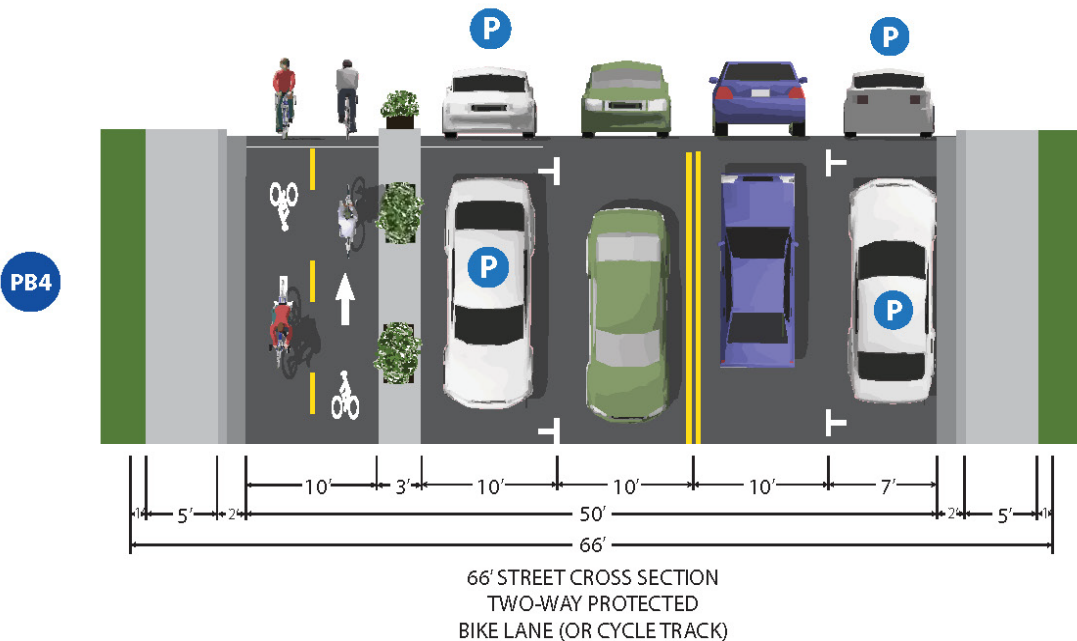 P
P
PB4
P
P
10' 3' 10' 10' 10' 7'
1' 5' 2' 50' 2' 5' 1'
66'
66' STREET CROSS SECTION
TWO-WAY PROTECTED
BIKE LANE (OR CYCLE TRACK)